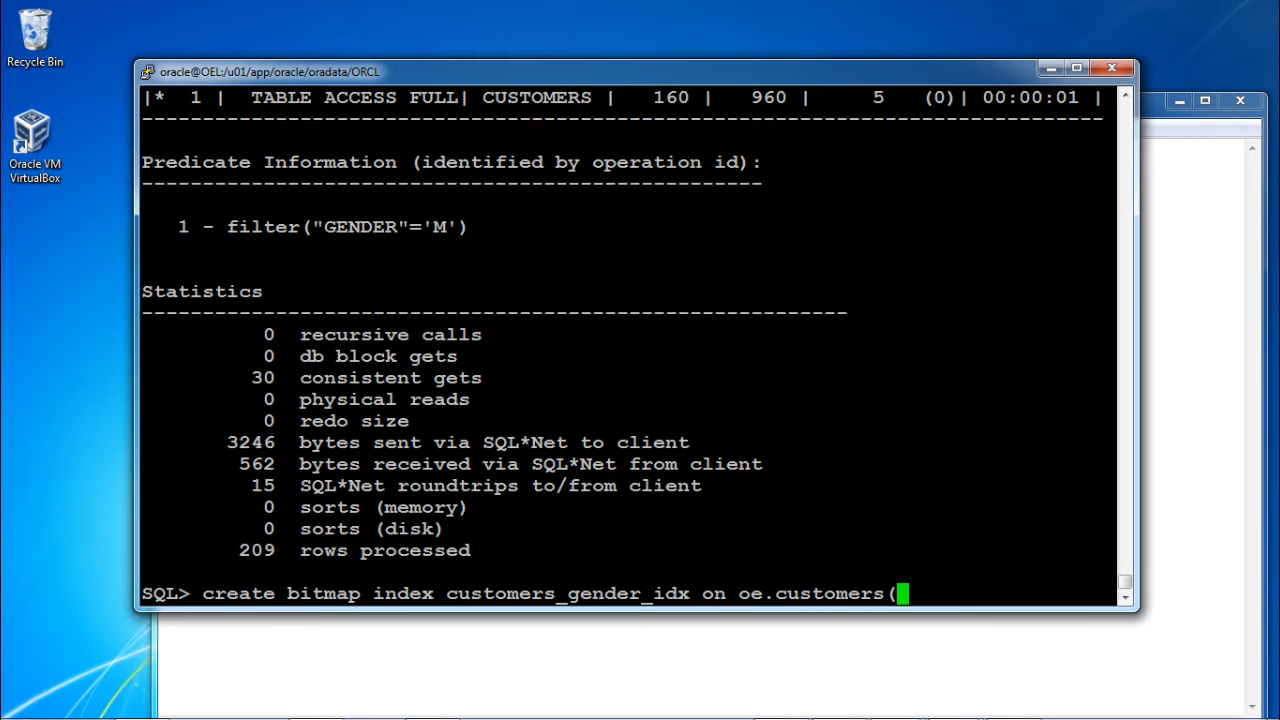 Recycle Bin
Oracle VM
VirtualBox
oracle@OEL:/u01/app/oracle/oradata/ORCL
|*  1 |  TABLE ACCESS FULL| CUSTOMERS |   160 |   960 |     5   (0)| 00:00:01 |
-------------------------------------------------------------------------------
Predicate Information (identified by operation id):
---------------------------------------------------
1 - filter("GENDER"='M')
Statistics
----------------------------------------------------------
0 recursive calls
0 db block gets
30 consistent gets
0 physical reads
0 redo size
3246 bytes sent via SQL*Net to client
562 bytes received via SQL*Net from client
15 SQL*Net roundtrips to/from client
0 sorts (memory)
0 sorts (disk)
209 rows processed
SQL> create bitmap index customers_gender_idx on oe.customers(